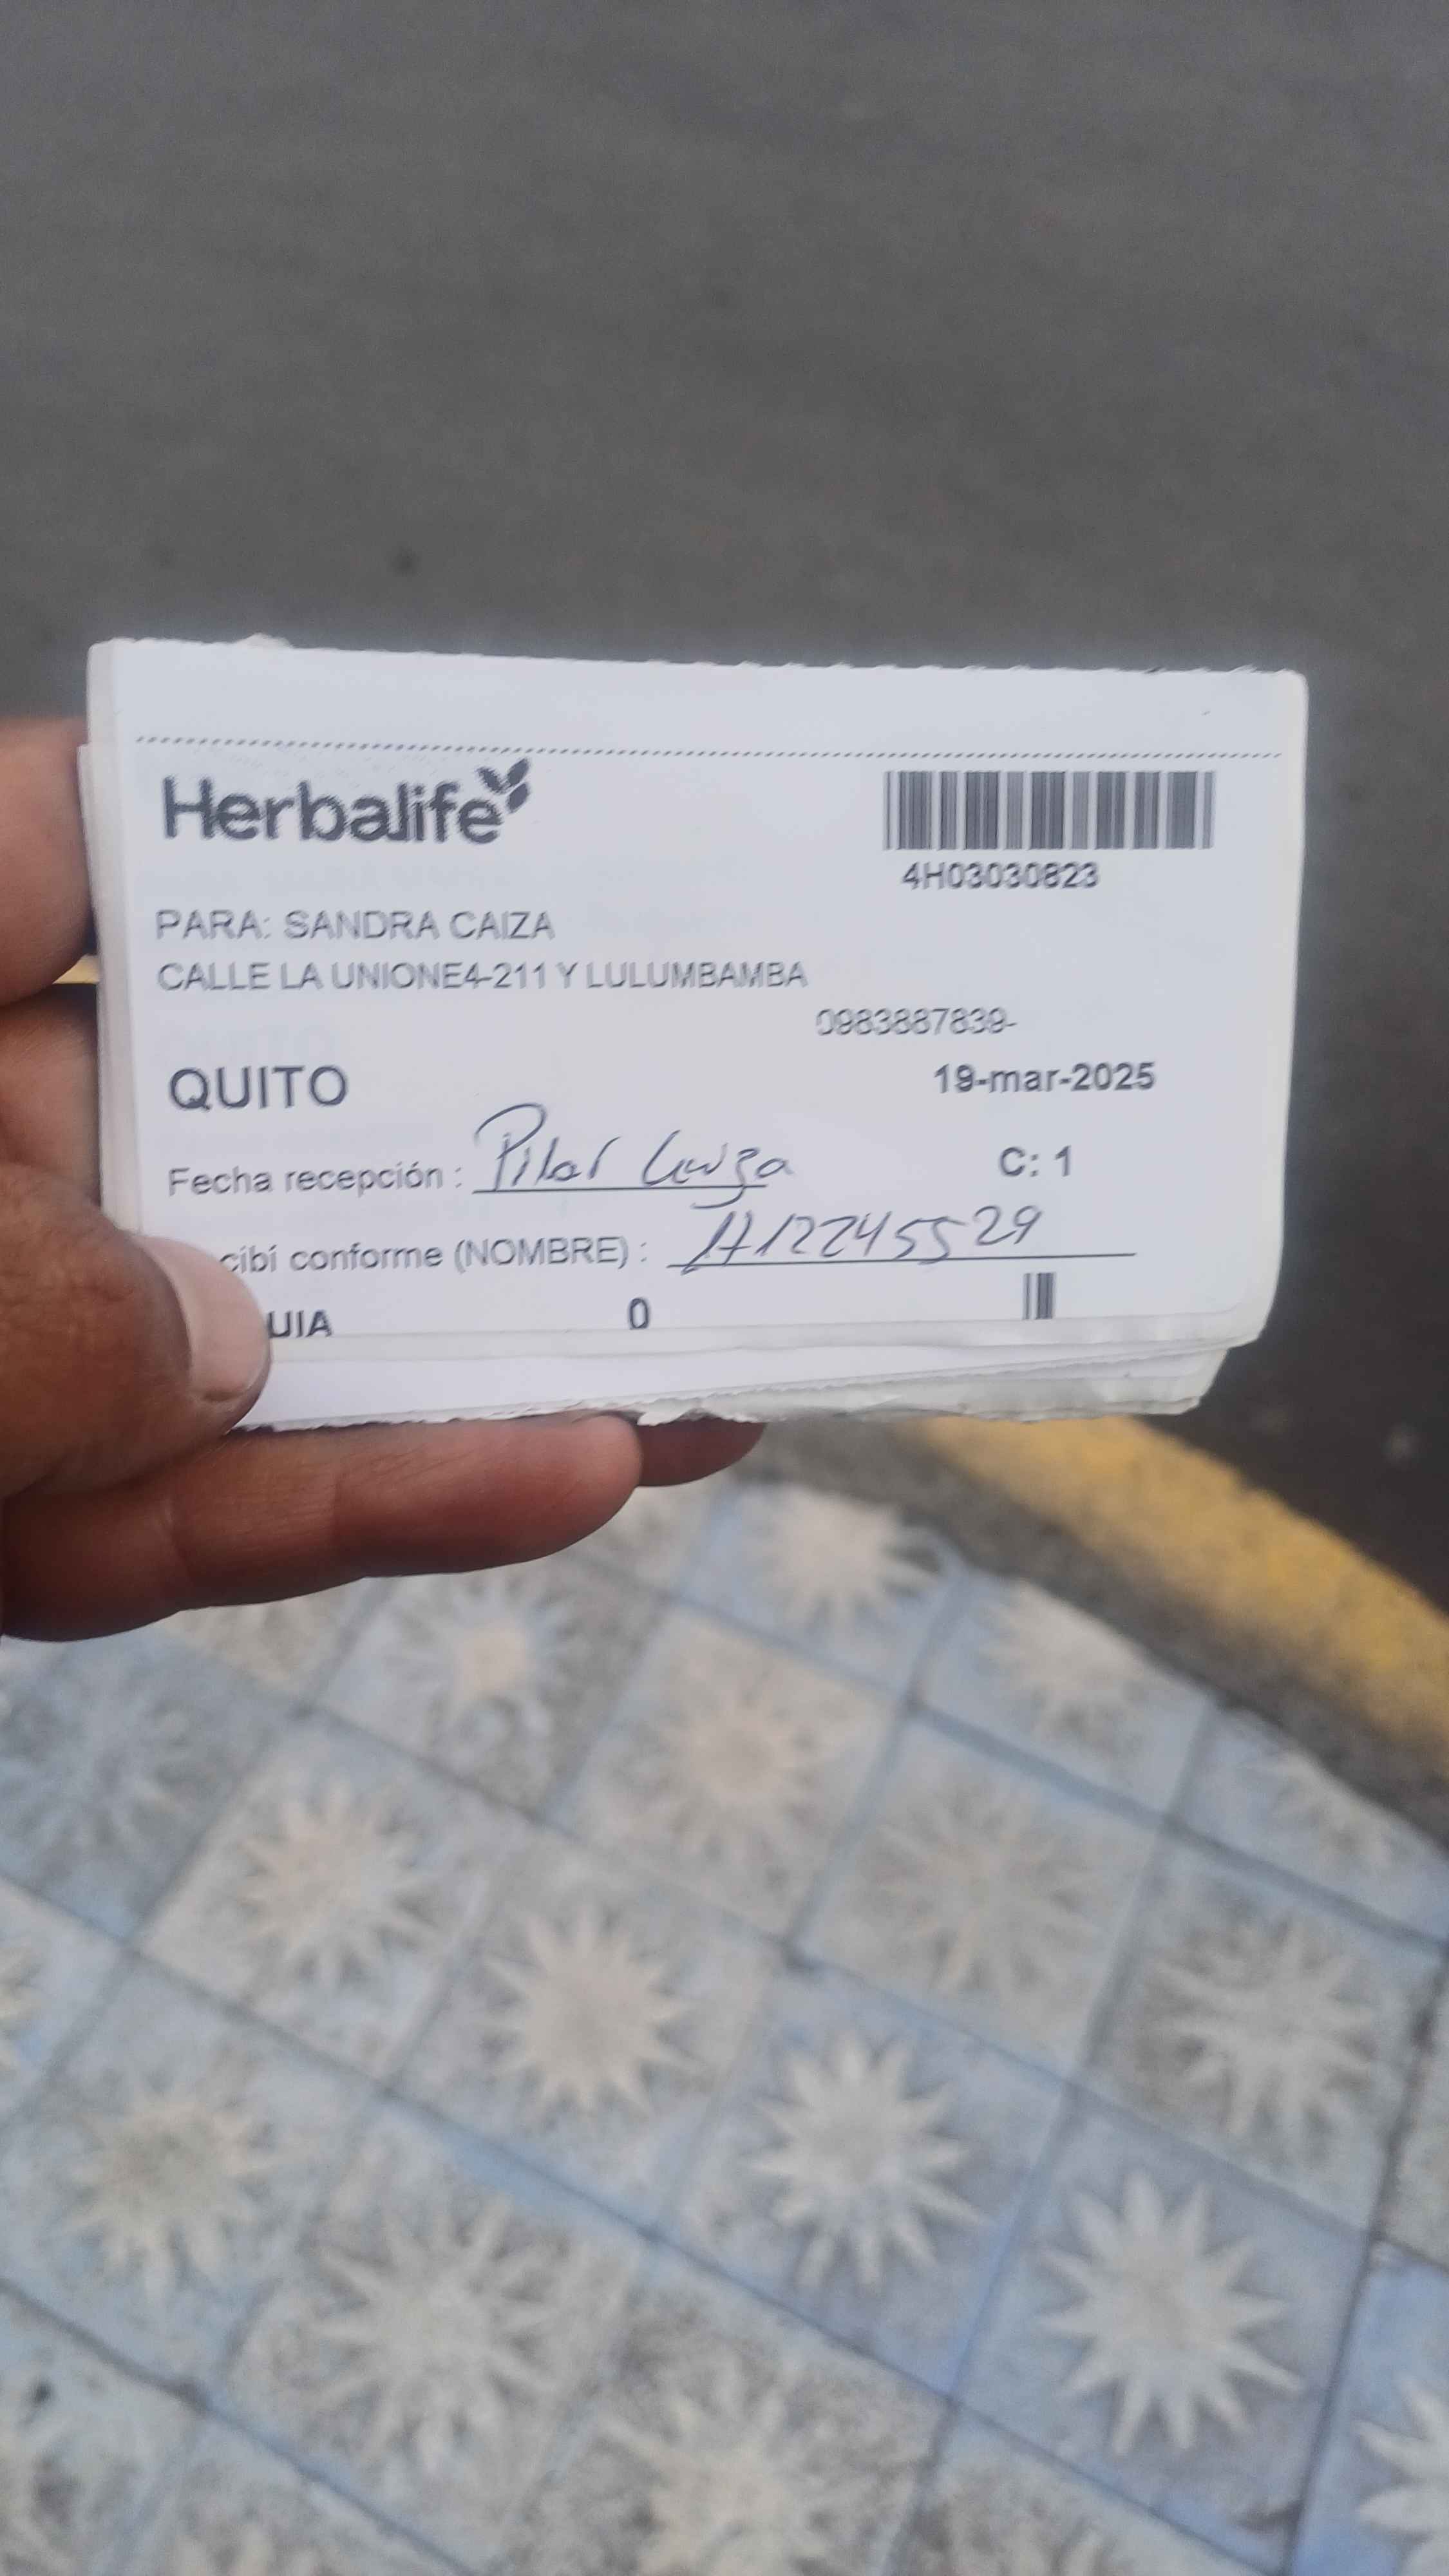 Herbalife
4H03030823
PARA: SANDRA CAIZA
CALLE LA UNIONE4-211 Y LULUMBAMBA
0983887839-
QUITO 19-mar-2025
Fecha recepción : Pilar Caiza C: 1
cibí conforme (NOMBRE) : 1712245529
UIA 0